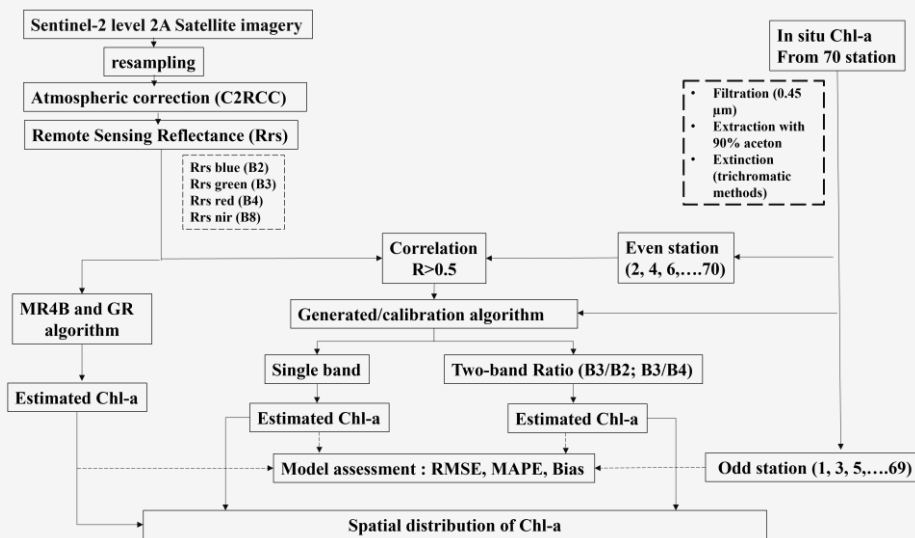 Sentinel-2 level 2A Satellite imagery
resampling
Atmospheric correction (C2RCC)
Remote Sensing Reflectance (Rrs)
Rrs blue (B2)
Rrs green (B3)
Rrs red (B4)
Rrs nir (B8)
In situ Chl-a
From 70 station
• Filtration (0.45
µm)
• Extraction with
90% aceton
• Extinction
(trichromatic
methods)
Correlation
R>0.5
Even station
(2, 4, 6,….70)
MR4B and GR
algorithm
Generated/calibration algorithm
Single band
Two-band Ratio (B3/B2; B3/B4)
Estimated Chl-a
Estimated Chl-a
Estimated Chl-a
Model assessment : RMSE, MAPE, Bias
Odd station (1, 3, 5,….69)
Spatial distribution of Chl-a